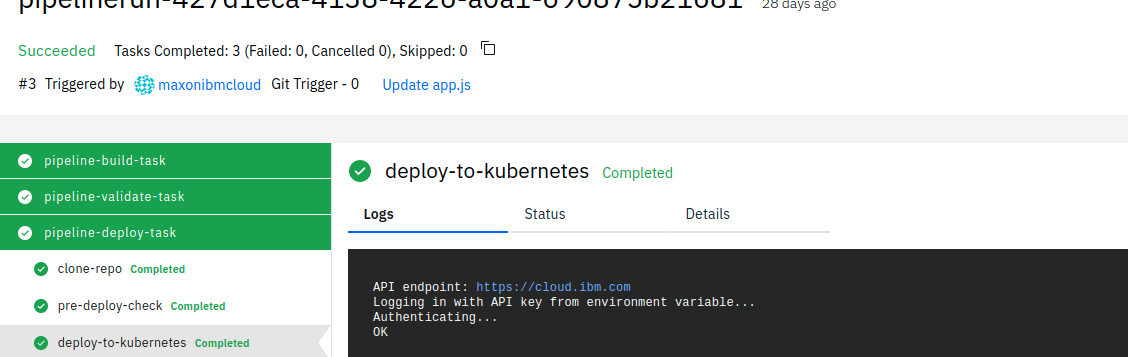 28 days ago
Succeeded Tasks Completed: 3 (Failed: 0, Cancelled 0), Skipped: 0
#3 Triggered by maxonibmcloud Git Trigger - 0 Update app.js
pipeline-build-task
pipeline-validate-task
pipeline-deploy-task
clone-repo Completed
pre-deploy-check Completed
deploy-to-kubernetes Completed
deploy-to-kubernetes Completed
Logs Status Details
API endpoint: https://cloud.ibm.com
Logging in with API key from environment variable...
Authenticating...
OK